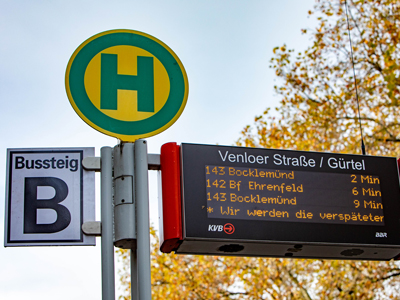 H
Bussteig
B
Venloer Straße / Gürtel
143 Bocklemünd 2 Min
142 Bf Ehrenfeld 6 Min
143 Bocklemünd 9 Min
* Wir werden die verspäteter
KVB
BBR